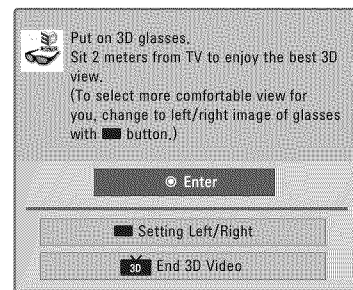 3D
Put on 3D glasses.
Sit 2 meters from TV to enjoy the best 3D
view.
(To select more comfortable view for
you, change to left/right image of glasses
with button.)
Enter
Setting Left/Right
3D End 3D Video